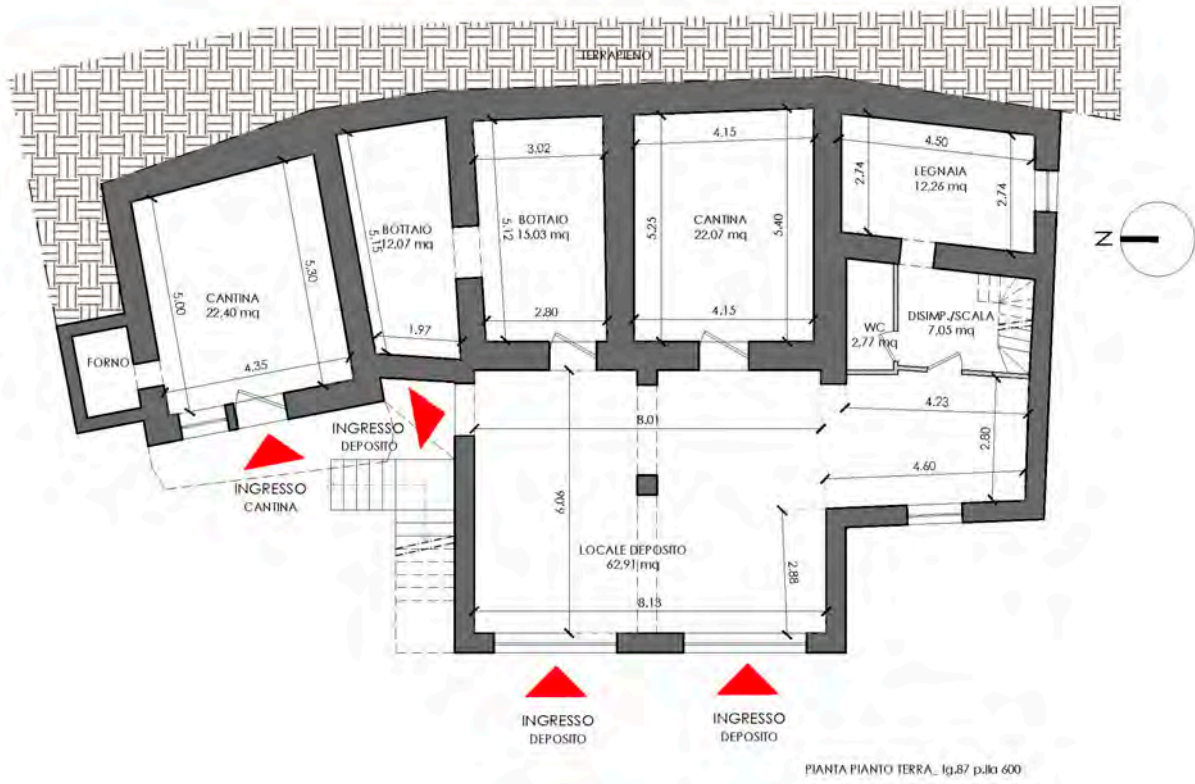 TERRAPIENO
4.15
4.50
3.02
LEGNAIA
12,26 mq
2.74
2.74
BOTTAIO
12,07 mq
BOTTAIO
15,03 mq
CANTINA
22,07 mq
5.15
5.12
5.25
5.40
N
5.30
CANTINA
22,40 mq
5.00
2.80
4.15
DISIMP./SCALA
7,05 mq
WC
2,77 mq
1.97
FORNO
4.35
4.23
2.80
INGRESSO
DEPOSITO
8.01
4.60
INGRESSO
CANTINA
6.06
LOCALE DEPOSITO
62,91 mq
2.88
8.13
INGRESSO
DEPOSITO
INGRESSO
DEPOSITO
PIANTA PIANTO TERRA_ fg.87 p.lla 600